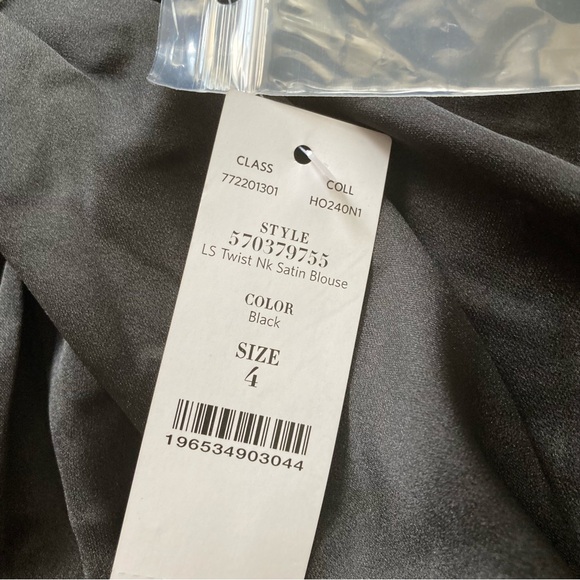 CLASS
772201301
COLL
HO240N1
STYLE
570379755
LS Twist Nk Satin Blouse
COLOR
Black
SIZE
4
196534903044